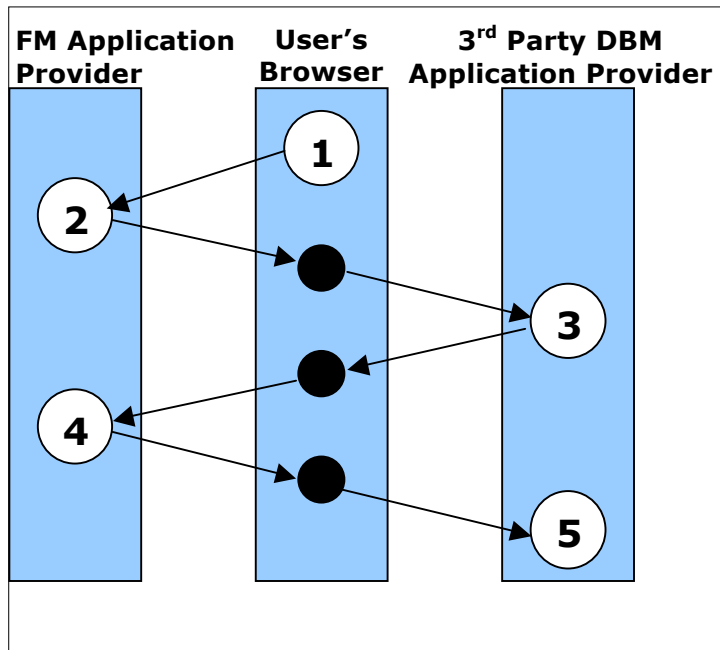 FM Application
Provider
User's
Browser
3rd Party DBM
Application Provider
1
2
3
4
5